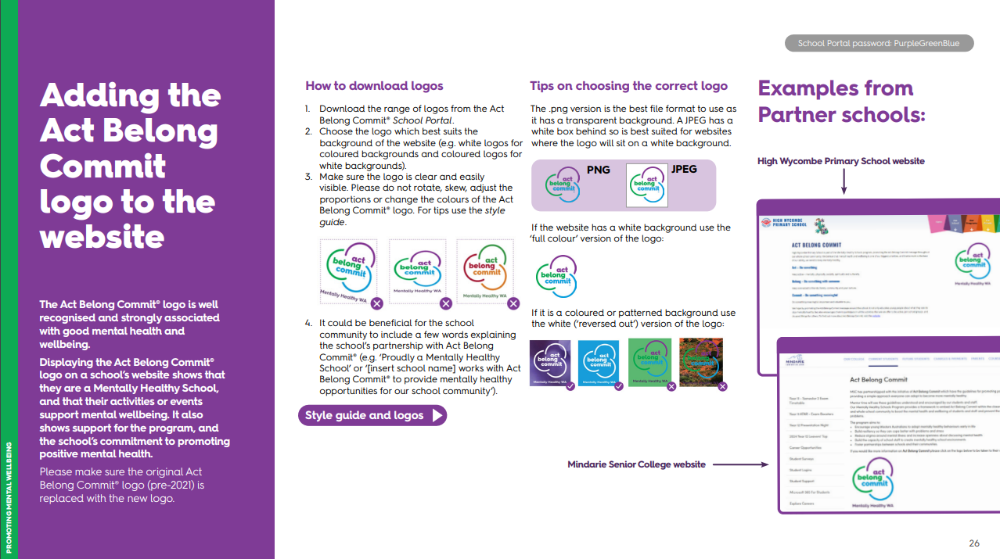 School Portal password: PurpleGreenBlue
Adding the
Act Belong
Commit
logo to the
website
The Act Belong Commit® logo is well
recognised and strongly associated
with good mental health and
wellbeing.
Displaying the Act Belong Commit®
logo on a school's website shows that
they are a Mentally Healthy School,
and that their activities or events
support mental wellbeing. It also
shows support for the program, and
the school's commitment to promoting
positive mental health.
Please make sure the original Act
Belong Commit® logo (pre-2021) is
replaced with the new logo.
PROMOTING MENTAL WELLBEING
How to download logos
1. Download the range of logos from the Act
Belong Commit® School Portal.
2. Choose the logo which best suits the
background of the website (e.g. white logos for
coloured backgrounds and coloured logos for
white backgrounds).
3. Make sure the logo is clear and easily
visible. Please do not rotate, skew, adjust the
proportions or change the colours of the Act
Belong Commit® logo. For tips use the style
guide.
act
belong
commit
Mentally Healthy WA
act
belong
commit
Mentally Healthy WA
act
belong
commit
Mentally Healthy WA
4. It could be beneficial for the school
community to include a few words explaining
the school's partnership with Act Belong
Commit® (e.g. 'Proudly a Mentally Healthy
School' or '[insert school name] works with Act
Belong Commit® to provide mentally healthy
opportunities for our school community').
Style guide and logos
Tips on choosing the correct logo
The .png version is the best file format to use as
it has a transparent background. A JPEG has a
white box behind so is best suited for websites
where the logo will sit on a white background.
act
belong
commit
PNG
act
belong
commit
JPEG
If the website has a white background use the
'full colour' version of the logo:
act
belong
commit
If it is a coloured or patterned background use
the white ('reversed out') version of the logo:
act
belong
commit
Mentally Healthy WA
act
belong
commit
Mentally Healthy WA
act
belong
commit
Mentally Healthy WA
act
belong
commit
Examples from
Partner schools:
High Wycombe Primary School website
HIGH WYCOMBE
PRIMARY SCHOOL
ACT BELONG COMMIT
act
belong
commit
Mentally Healthy WA
Mindarie Senior College website
MINDARIE
Act Belong Commit
Student Support
Microsoft 365 For Students
Explore Careers
act
belong
commit
Mentally Healthy WA
26